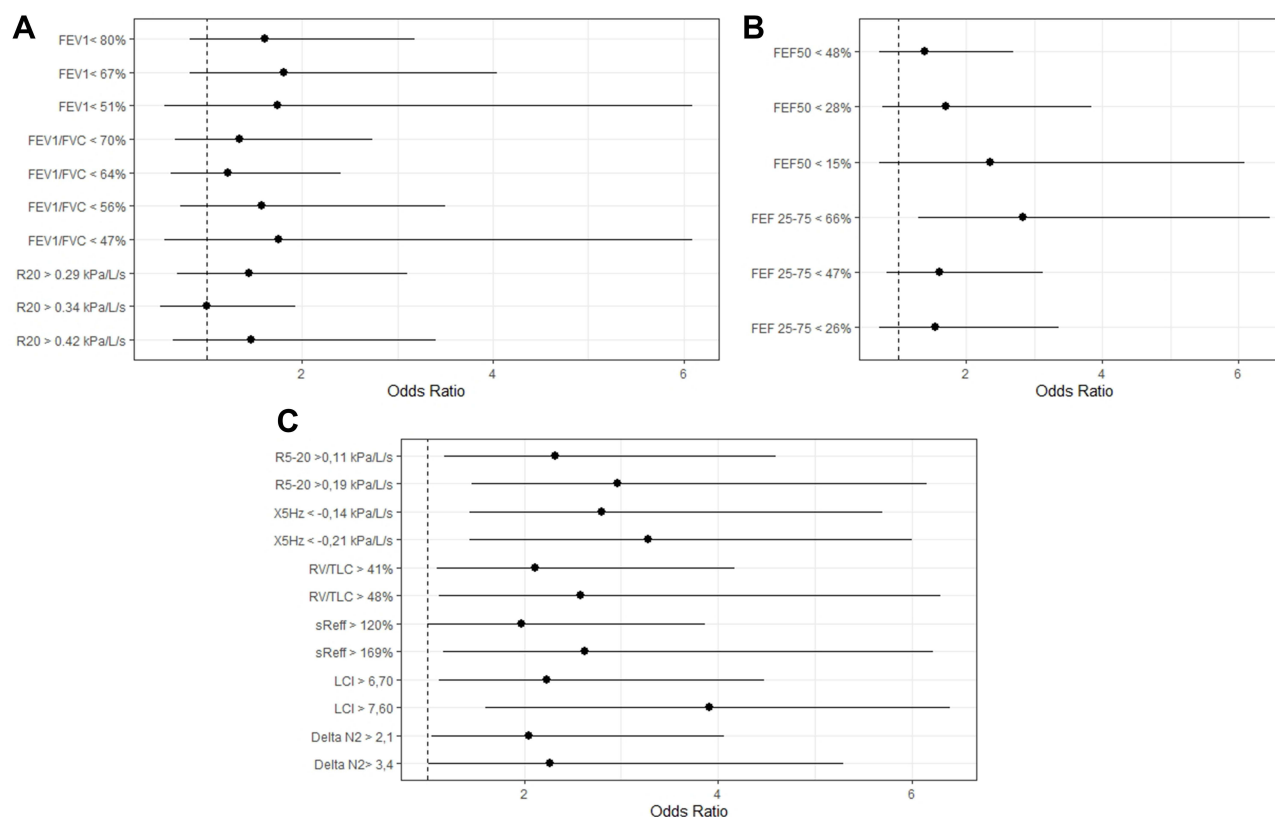 A
FEV1< 80%
FEV1< 67%
FEV1< 51%
FEV1/FVC < 70%
FEV1/FVC < 64%
FEV1/FVC < 56%
FEV1/FVC < 47%
R20 > 0.29 kPa/L/s
R20 > 0.34 kPa/L/s
R20 > 0.42 kPa/L/s
2 4 6
Odds Ratio
B
FEF50 < 48%
FEF50 < 28%
FEF50 < 15%
FEF 25-75 < 66%
FEF 25-75 < 47%
FEF 25-75 < 26%
2 4 6
Odds Ratio
C
R5-20 >0,11 kPa/L/s
R5-20 >0,19 kPa/L/s
X5Hz < -0,14 kPa/L/s
X5Hz < -0,21 kPa/L/s
RV/TLC > 41%
RV/TLC > 48%
sReff > 120%
sReff > 169%
LCI > 6,70
LCI > 7,60
Delta N2 > 2,1
Delta N2> 3,4
2 4 6
Odds Ratio